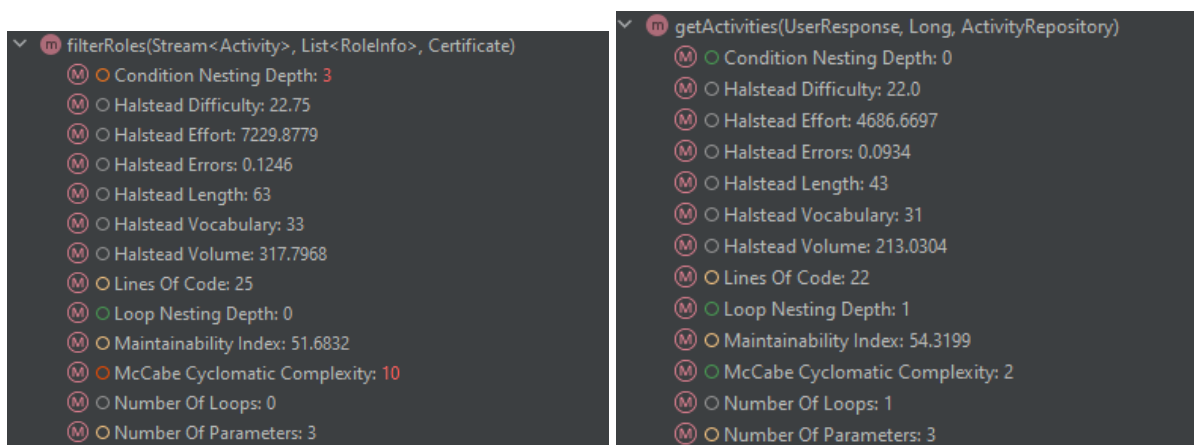 m filterRoles(Stream<Activity>, List<RoleInfo>, Certificate)
M Condition Nesting Depth: 3
M Halstead Difficulty: 22.75
M Halstead Effort: 7229.8779
M Halstead Errors: 0.1246
M Halstead Length: 63
M Halstead Vocabulary: 33
M Halstead Volume: 317.7968
M Lines Of Code: 25
M Loop Nesting Depth: 0
M Maintainability Index: 51.6832
M McCabe Cyclomatic Complexity: 10
M Number Of Loops: 0
M Number Of Parameters: 3
m getActivities(UserResponse, Long, ActivityRepository)
M Condition Nesting Depth: 0
M Halstead Difficulty: 22.0
M Halstead Effort: 4686.6697
M Halstead Errors: 0.0934
M Halstead Length: 43
M Halstead Vocabulary: 31
M Halstead Volume: 213.0304
M Lines Of Code: 22
M Loop Nesting Depth: 1
M Maintainability Index: 54.3199
M McCabe Cyclomatic Complexity: 2
M Number Of Loops: 1
M Number Of Parameters: 3